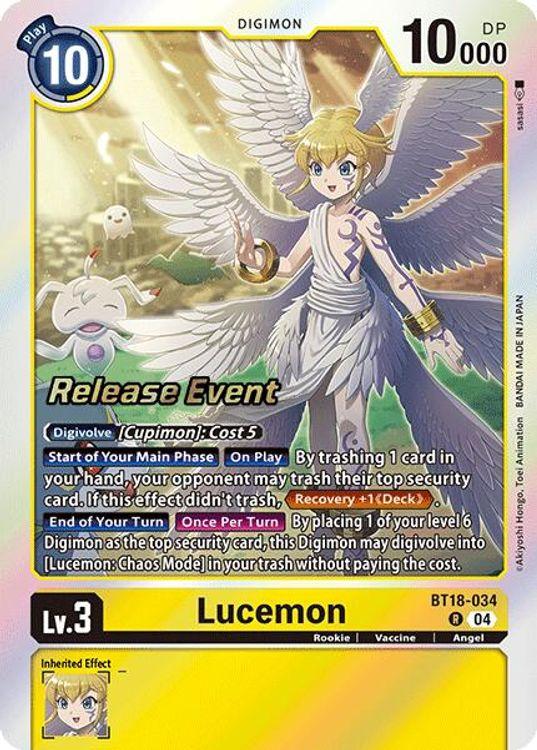 Play
10
DIGIMON
DP
10000
sasasi
Release Event
Digivolve [Cupimon]: Cost 5
Start of Your Main Phase On Play By trashing 1 card in
your hand, your opponent may trash their top security
card. If this effect didn't trash, Recovery +1《Deck》.
End of Your Turn Once Per Turn By placing 1 of your level 6
Digimon as the top security card, this Digimon may digivolve into
[Lucemon: Chaos Mode] in your trash without paying the cost.
©Akiyoshi Hongo, Toei Animation BANDAI MADE IN JAPAN
Lv.3
Lucemon
BT18-034
R 04
Rookie | Vaccine | Angel
Inherited Effect
–